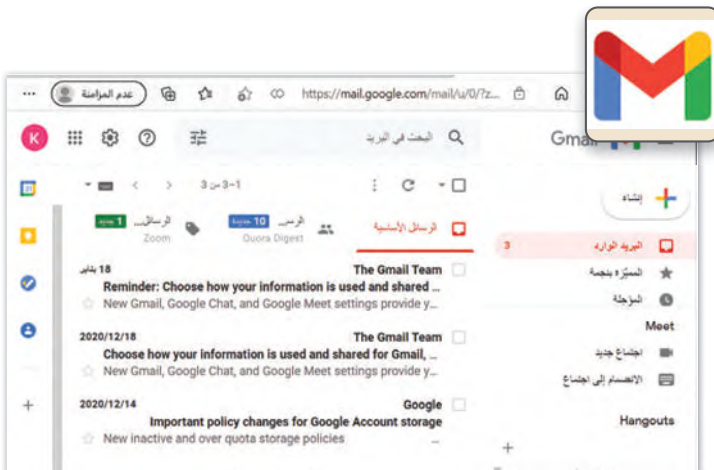 عدم المزامنة
https://mail.google.com/mail/u/0/?z...
K
البحث في البريد
Gmail
3-1 من 3
إنشاء
الرسائل الأساسية
الرسـ... 10 جديدة
Quora Digest
الرسائل... 1 جديد
Zoom
البريد الوارد
3
المميّزه بنجمة
المؤجلة
Meet
اجتماع جديد
الانضمام إلى اجتماع
Hangouts
The Gmail Team
18 يناير
Reminder: Choose how your information is used and shared ...
New Gmail, Google Chat, and Google Meet settings provide y...
The Gmail Team
2020/12/18
Choose how your information is used and shared for Gmail, ...
New Gmail, Google Chat, and Google Meet settings provide y...
Google
2020/12/14
Important policy changes for Google Account storage
New inactive and over quota storage policies ...